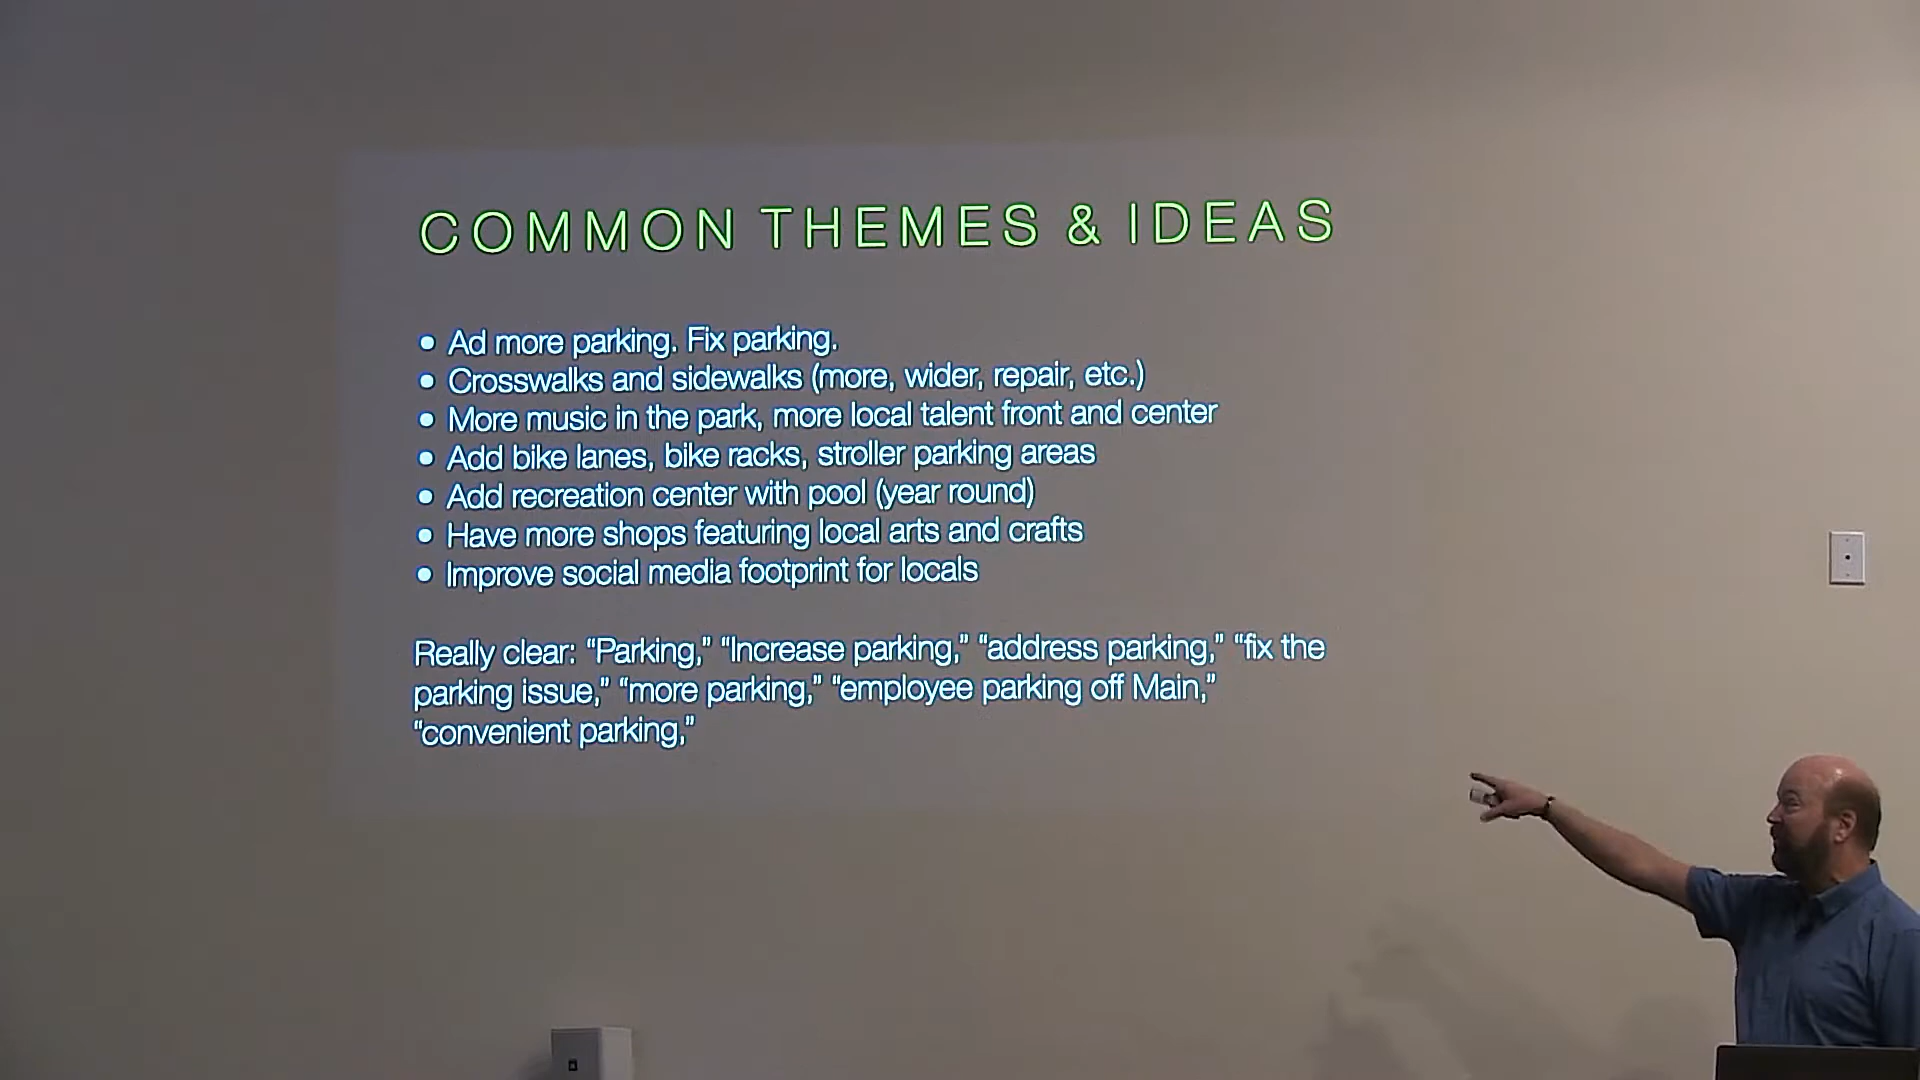 COMMON THEMES & IDEAS
• Ad more parking. Fix parking.
• Crosswalks and sidewalks (more, wider, repair, etc.)
• More music in the park, more local talent front and center
• Add bike lanes, bike racks, stroller parking areas
• Add recreation center with pool (year round)
• Have more shops featuring local arts and crafts
• Improve social media footprint for locals
Really clear: “Parking,” “Increase parking,” “address parking,” “fix the
parking issue,” “more parking,” “employee parking off Main,”
“convenient parking,”